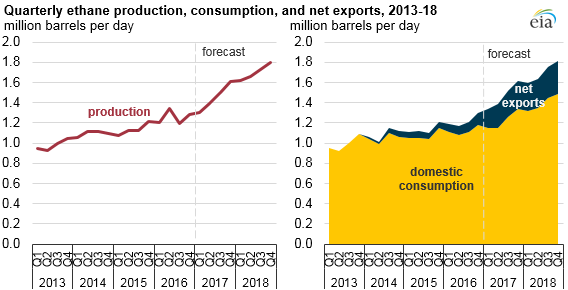 Quarterly ethane production, consumption, and net exports, 2013-18
million barrels per day
million barrels per day
eia
2.0
1.8
1.6
1.4
1.2
1.0
0.8
0.6
0.4
0.2
0.0
forecast
production
Q1 Q2 Q3 Q4 Q1 Q2 Q3 Q4 Q1 Q2 Q3 Q4 Q1 Q2 Q3 Q4 Q1 Q2 Q3 Q4 Q1 Q2 Q3 Q4
2013 2014 2015 2016 2017 2018
2.0
1.8
1.6
1.4
1.2
1.0
0.8
0.6
0.4
0.2
0.0
forecast
net
exports
domestic
consumption
Q1 Q2 Q3 Q4 Q1 Q2 Q3 Q4 Q1 Q2 Q3 Q4 Q1 Q2 Q3 Q4 Q1 Q2 Q3 Q4 Q1 Q2 Q3 Q4
2013 2014 2015 2016 2017 2018